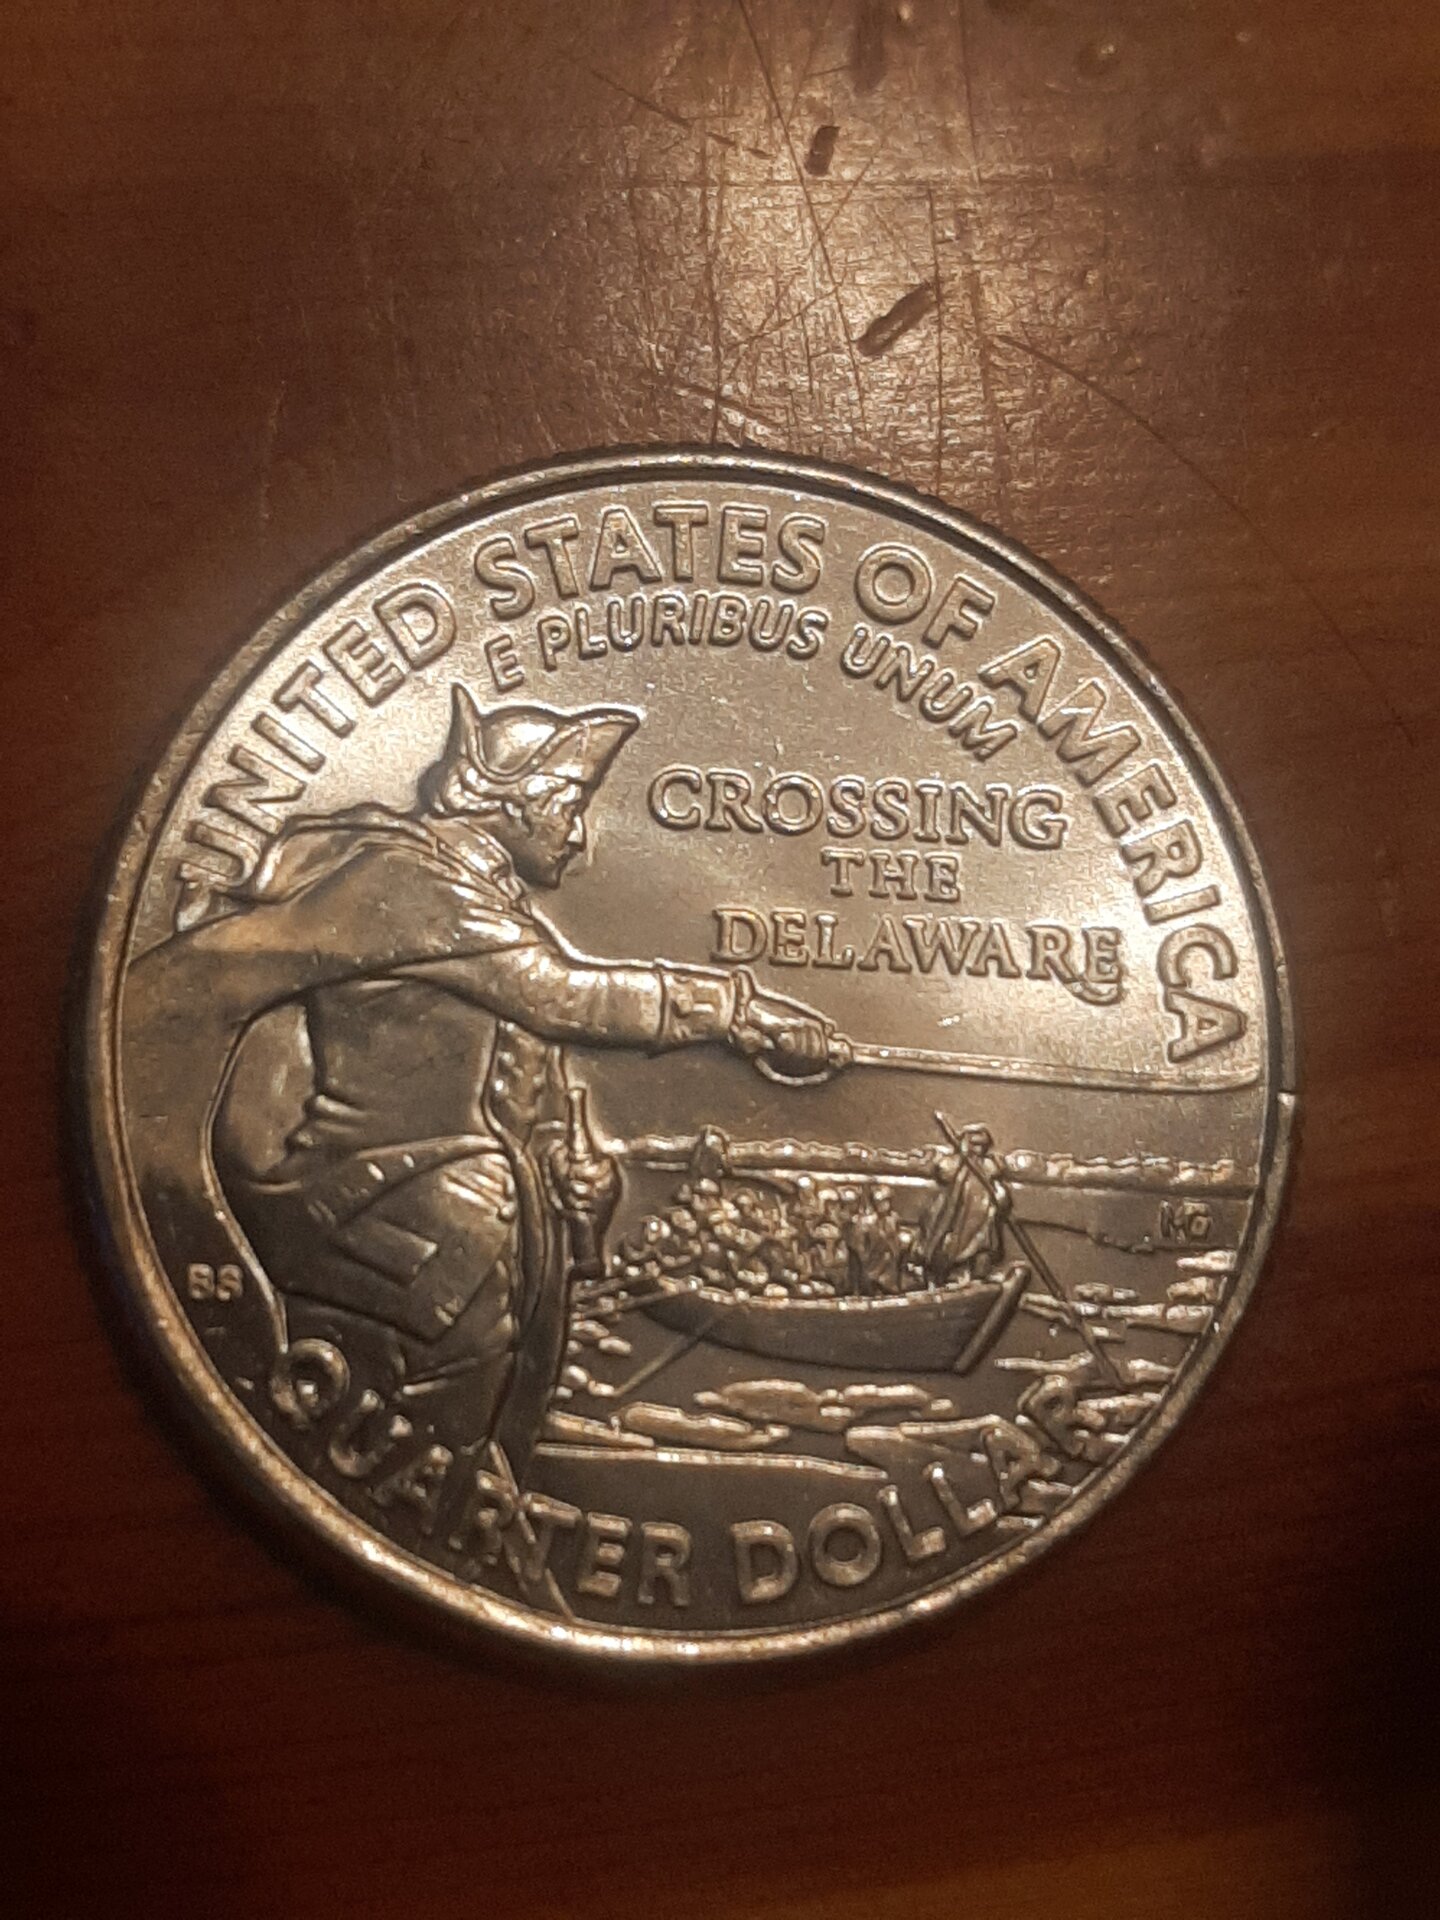 UNITED STATES OF AMERICA
E PLURIBUS UNUM
CROSSING
THE
DELAWARE
MG
BS
QUARTER DOLLAR